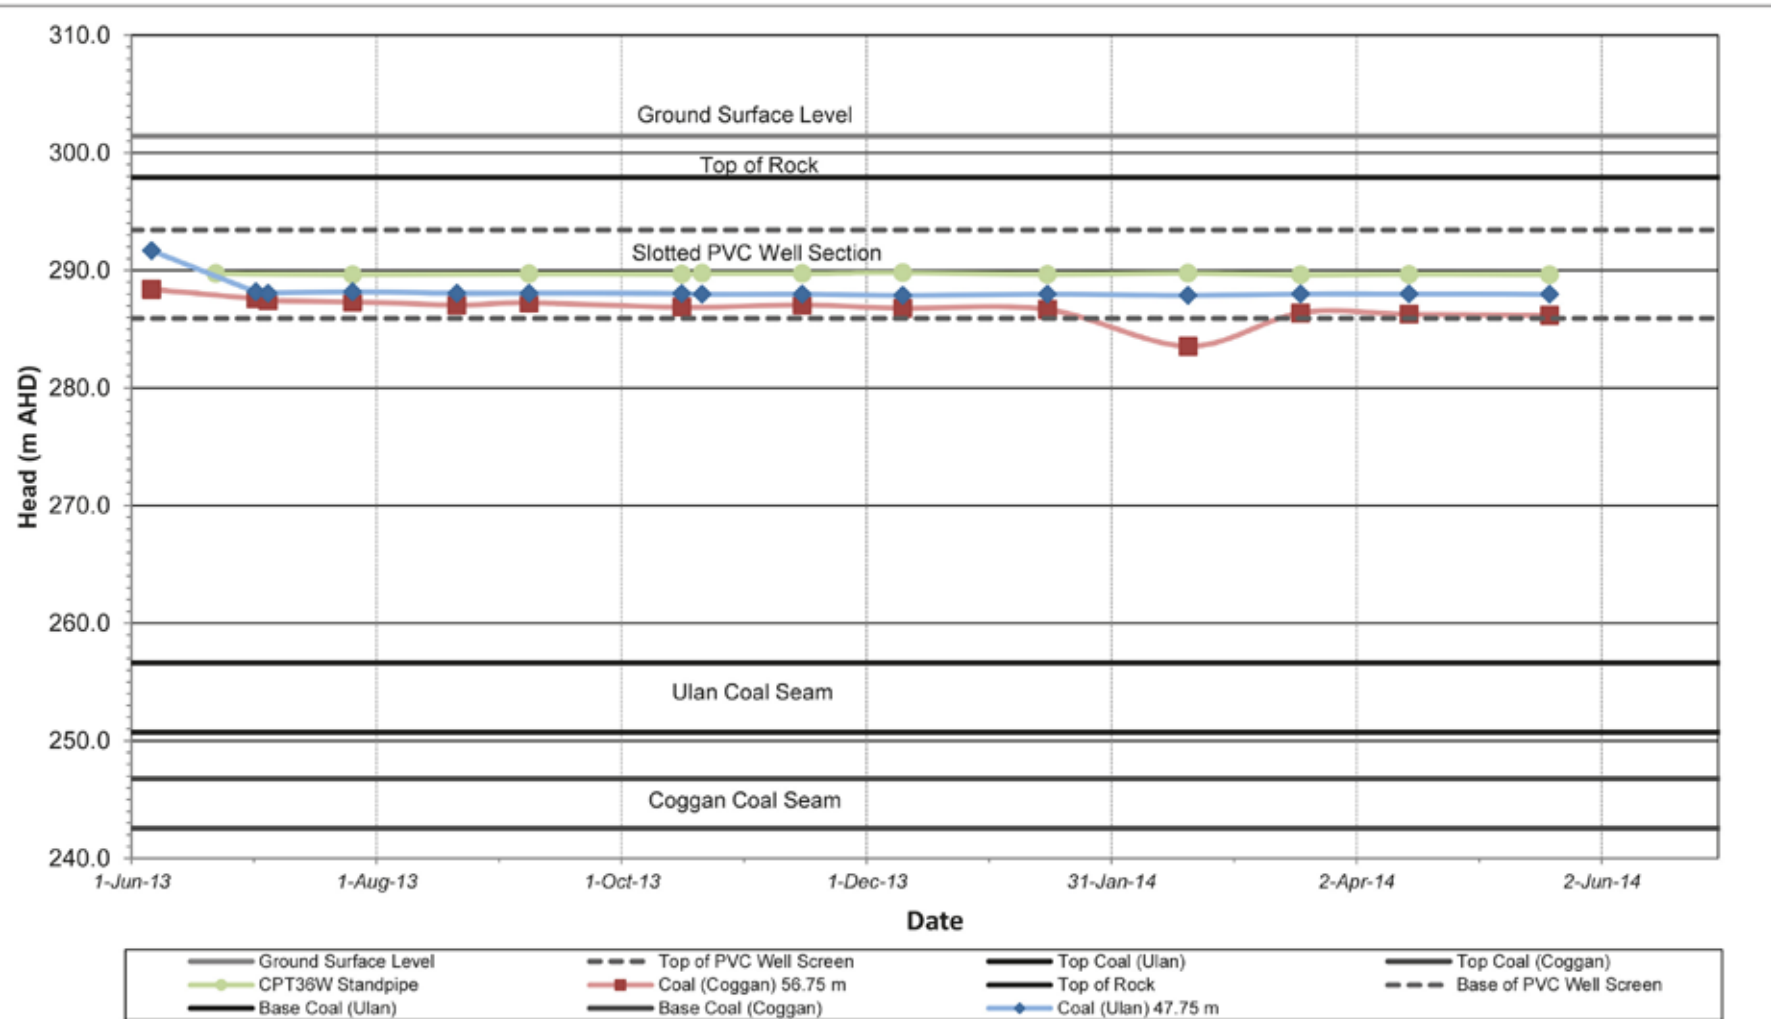 310.0
Ground Surface Level
300.0
Top of Rock
Slotted PVC Well Section
290.0
280.0
Head (m AHD)
270.0
260.0
Ulan Coal Seam
250.0
Coggan Coal Seam
240.0
1-Jun-13 1-Aug-13 1-Oct-13 1-Dec-13 31-Jan-14 2-Apr-14 2-Jun-14
Date
Ground Surface Level Top of PVC Well Screen Top Coal (Ulan) Top Coal (Coggan)
CPT36W Standpipe Coal (Coggan) 56.75 m Top of Rock Base of PVC Well Screen
Base Coal (Ulan) Base Coal (Coggan) Coal (Ulan) 47.75 m